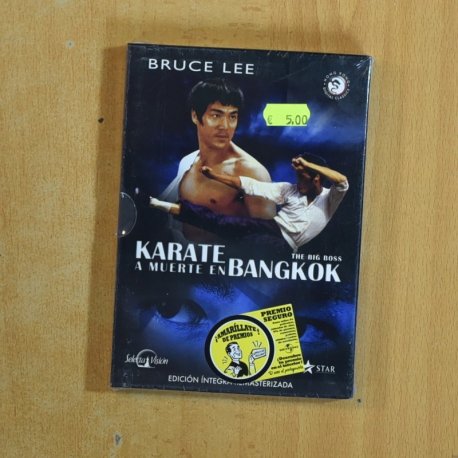 BRUCE LEE
€ 5.00
KARATE
THE BIG BOSS
A MUERTE EN BANGKOK
¡AMARÍLLATE
DE PREMIOS!
PREMIO
SEGURO
Selecta Visión
STAR
EDICIÓN ÍNTEGRA REMASTERIZADA